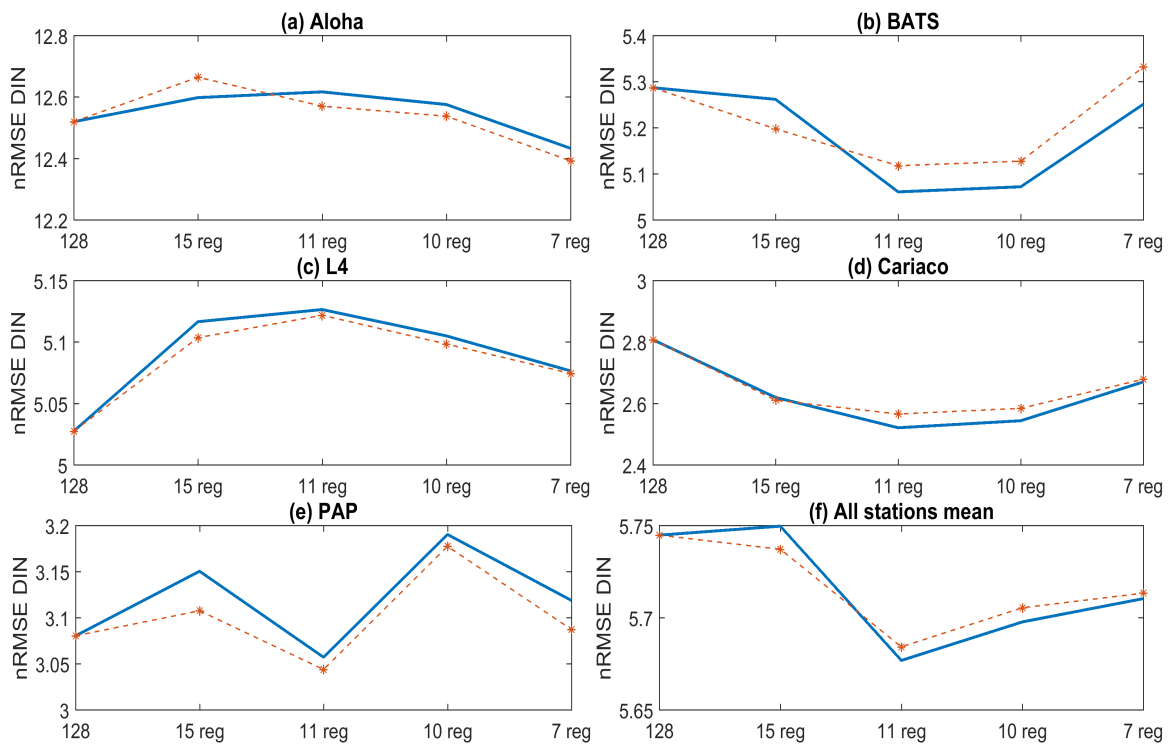 (a) Aloha
nRMSE DIN
12.8
12.6
12.4
12.2
128 15 reg 11 reg 10 reg 7 reg
(b) BATS
nRMSE DIN
5.4
5.3
5.2
5.1
5
128 15 reg 11 reg 10 reg 7 reg
(c) L4
nRMSE DIN
5.15
5.1
5.05
5
128 15 reg 11 reg 10 reg 7 reg
(d) Cariaco
nRMSE DIN
3
2.8
2.6
2.4
128 15 reg 11 reg 10 reg 7 reg
(e) PAP
nRMSE DIN
3.2
3.15
3.1
3.05
3
128 15 reg 11 reg 10 reg 7 reg
(f) All stations mean
nRMSE DIN
5.75
5.7
5.65
128 15 reg 11 reg 10 reg 7 reg